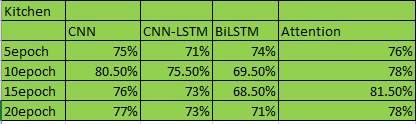 Kitchen
CNN CNN-LSTM BiLSTM Attention
5epoch 75% 71% 74% 76%
10epoch 80.50% 75.50% 69.50% 78%
15epoch 76% 73% 68.50% 81.50%
20epoch 77% 73% 71% 78%